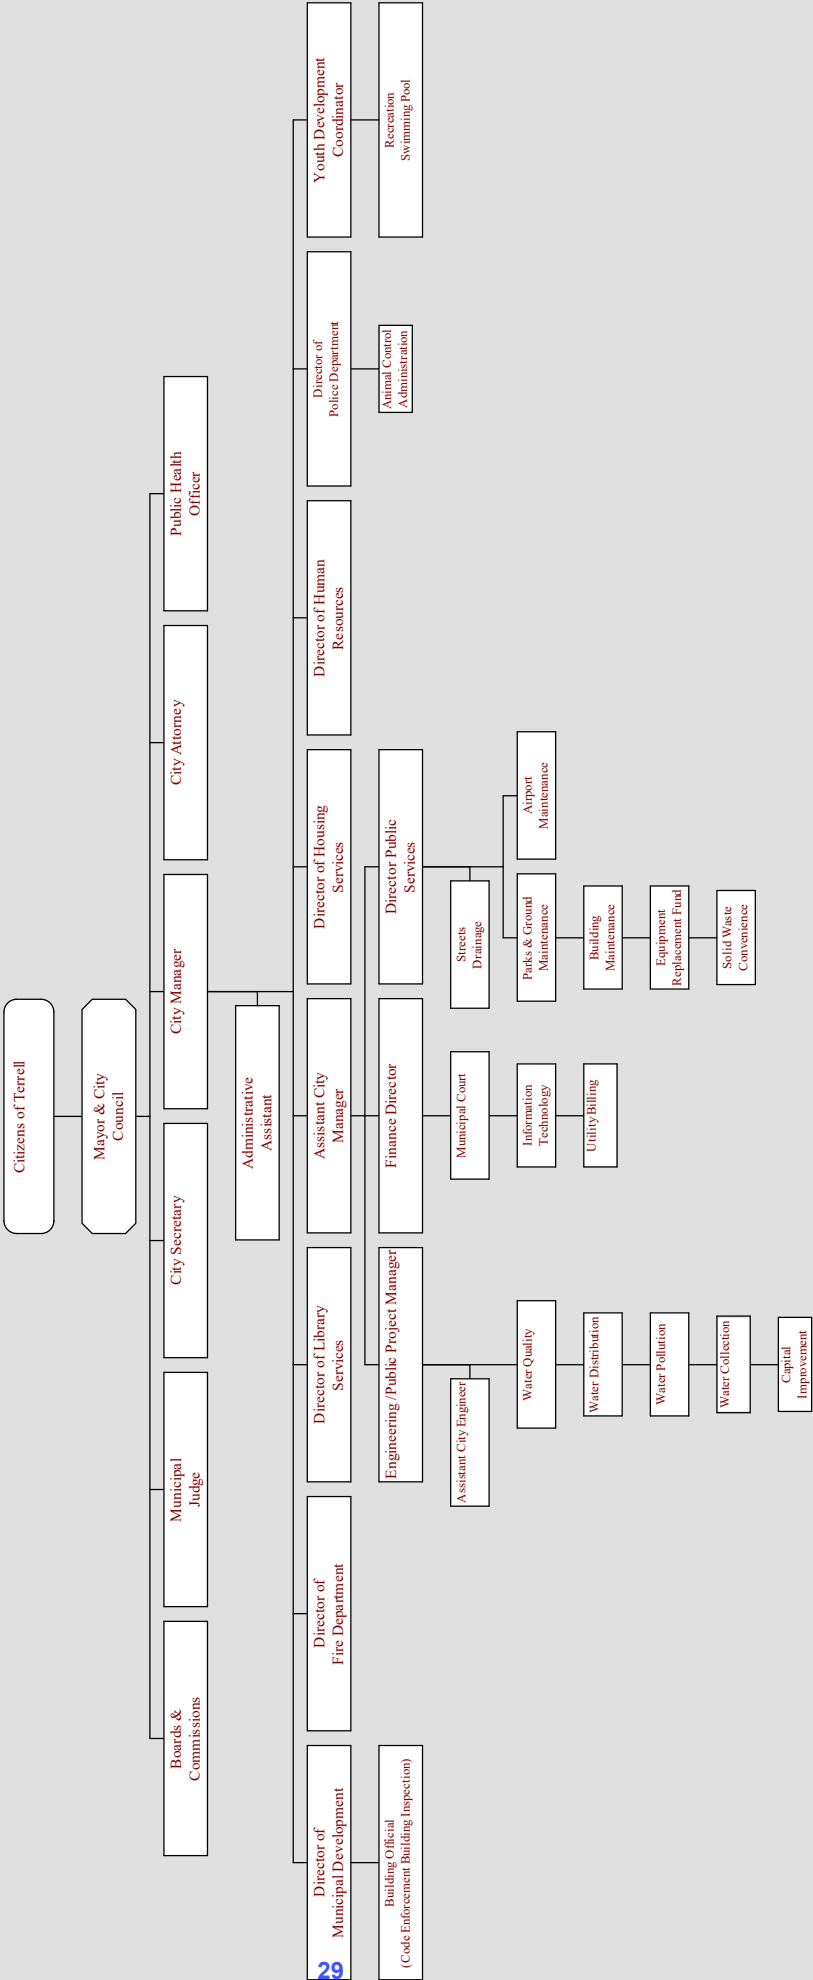 Citizens of Terrell
Mayor & City
Council
Boards &
Commissions
Municipal
Judge
City Secretary
City Manager
City Attorney
Public Health
Officer
Administrative
Assistant
Director of
Municipal Development
Director of
Fire Department
Director of Library
Services
Assistant City
Manager
Director of Housing
Services
Director of Human
Resources
Director of
Police Department
Youth Development
Coordinator
Building Official
(Code Enforcement Building Inspection)
Engineering / Public Project Manager
Finance Director
Director Public
Services
Animal Control
Administration
Recreation
Swimming Pool
Assistant City Engineer
Municipal Court
Streets
Drainage
Water Quality
Information
Technology
Parks & Ground
Maintenance
Airport
Maintenance
Water Distribution
Utility Billing
Building
Maintenance
Water Pollution
Equipment
Replacement Fund
Water Collection
Solid Waste
Convenience
Capital
Improvement
29